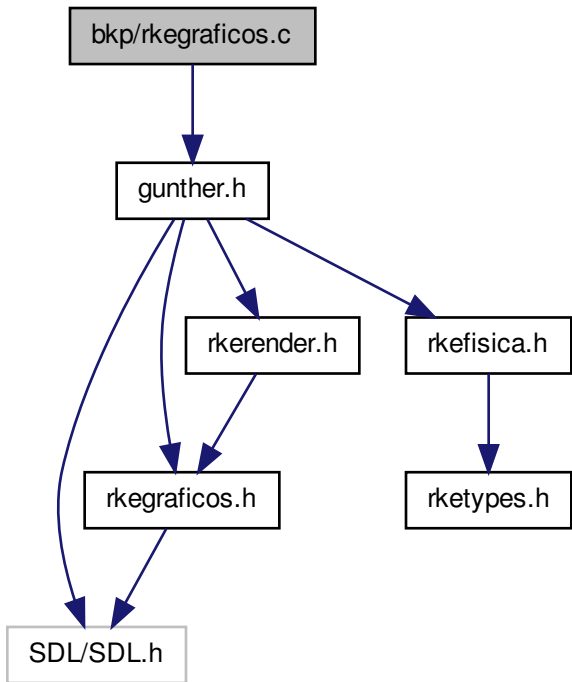 bkp/rkegraficos.c
gunther.h
rkerender.h
rkefisica.h
rkegraficos.h
rketypes.h
SDL/SDL.h